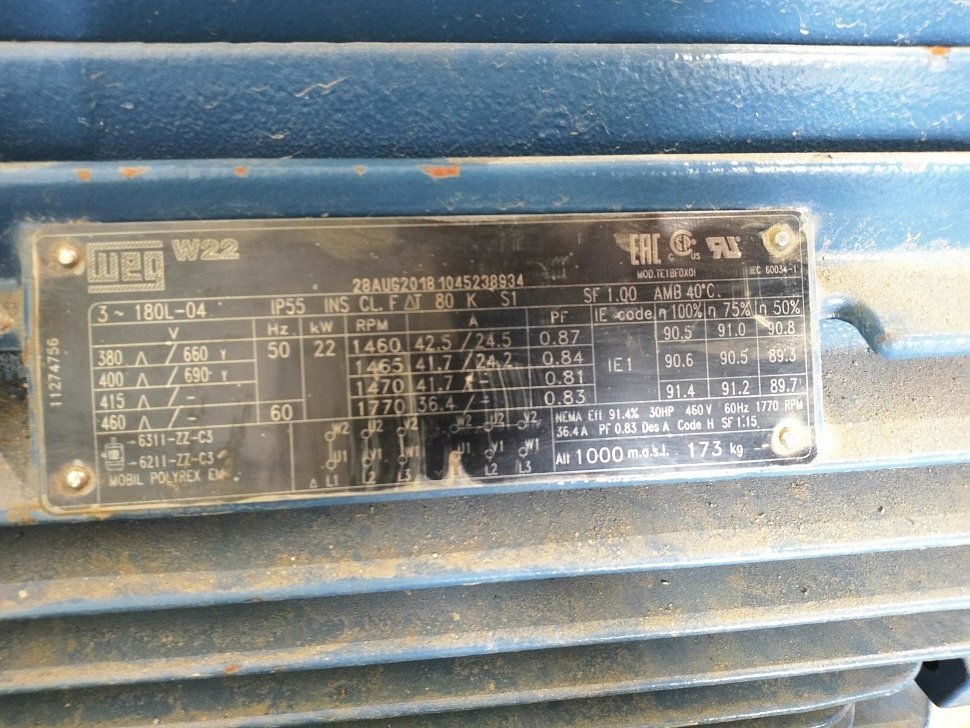 WEG W22 EAC C US UL US
MOD.TE1BFOX0I IEC 60034-1
28AUG2018 1045238934
3 ~ 180L-04 IP55 INS CL. F ΔT 80 K S1 SF 1.00 AMB 40°C
V Hz kW RPM A PF IE code η 100% η 75% η 50%
380 Δ / 660 Y 50 22 1460 42.5 / 24.5 0.87 IE1 90.5 91.0 90.8
400 Δ / 690 Y 1465 41.7 / 24.2 0.84 90.6 90.5 89.3
415 Δ / - 1470 41.7 / - 0.81 91.4 91.2 89.7
460 Δ / - 60 1770 36.4 / - 0.83
NEMA Eff 91.4% 30HP 460 V 60Hz 1770 RPM
36.4 A PF 0.83 Des A Code H SF 1.15
-6311-ZZ-C3
-6211-ZZ-C3
MOBIL POLYREX EM
W2 U2 V2 W2 U2 V2
U1 V1 W1 U1 V1 W1
Δ L1 L2 L3 L2 L3
Alt 1000 m.a.s.l. 173 kg
11274756